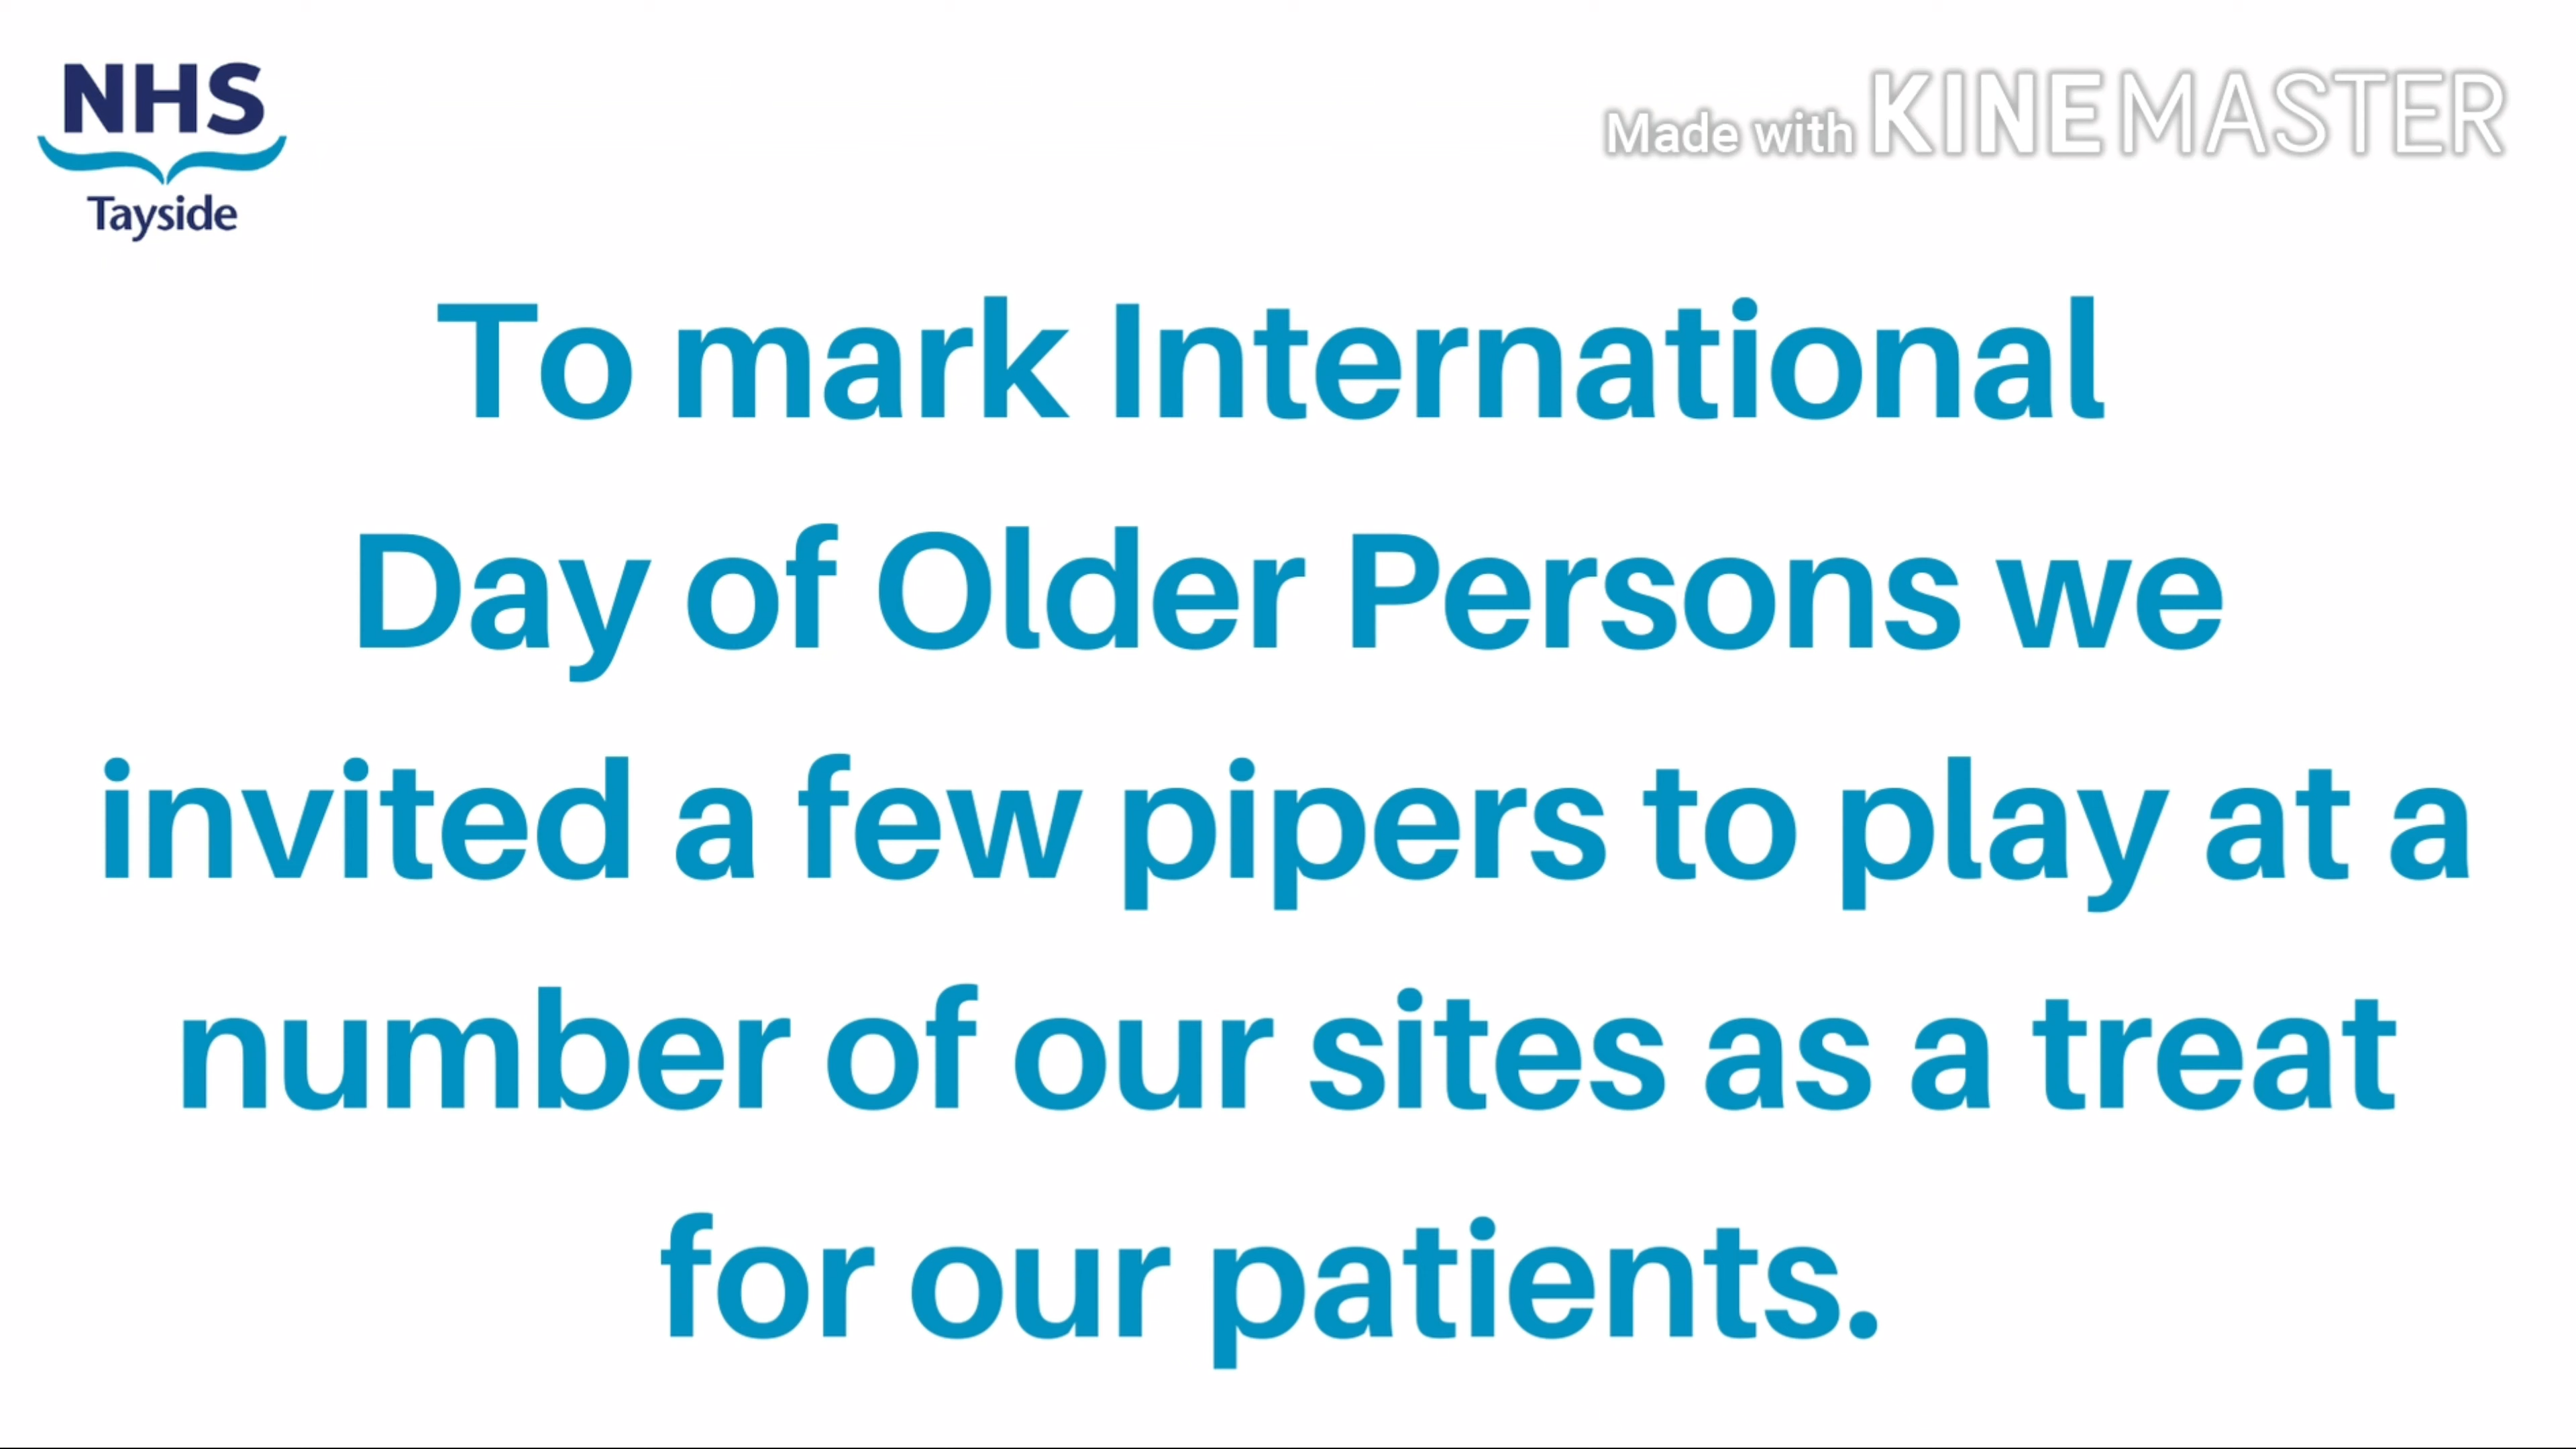 NHS
Tayside
Made with KINEMASTER
To mark International
Day of Older Persons we
invited a few pipers to play at a
number of our sites as a treat
for our patients.